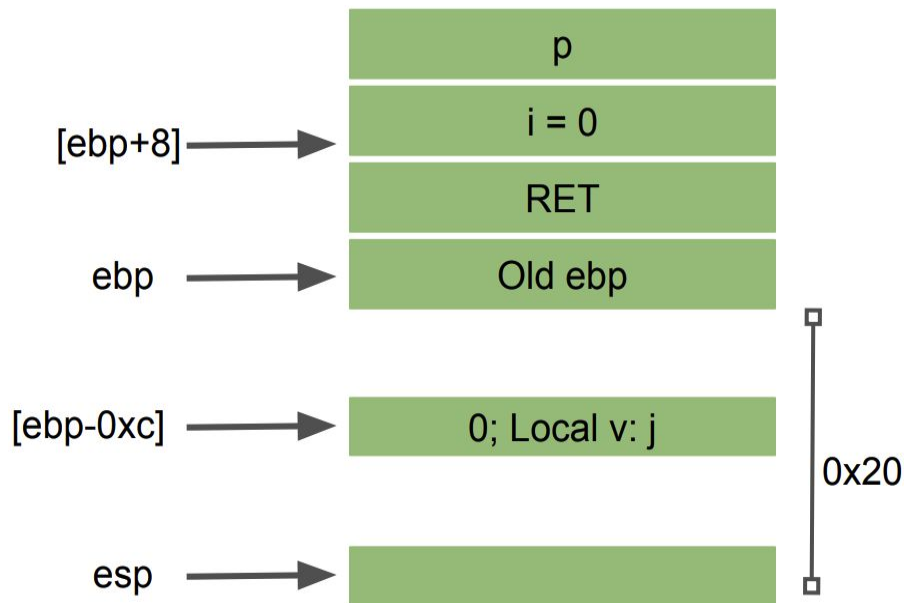 p
i = 0
[ebp+8]
RET
ebp
Old ebp
[ebp-0xc]
0; Local v: j
0x20
esp